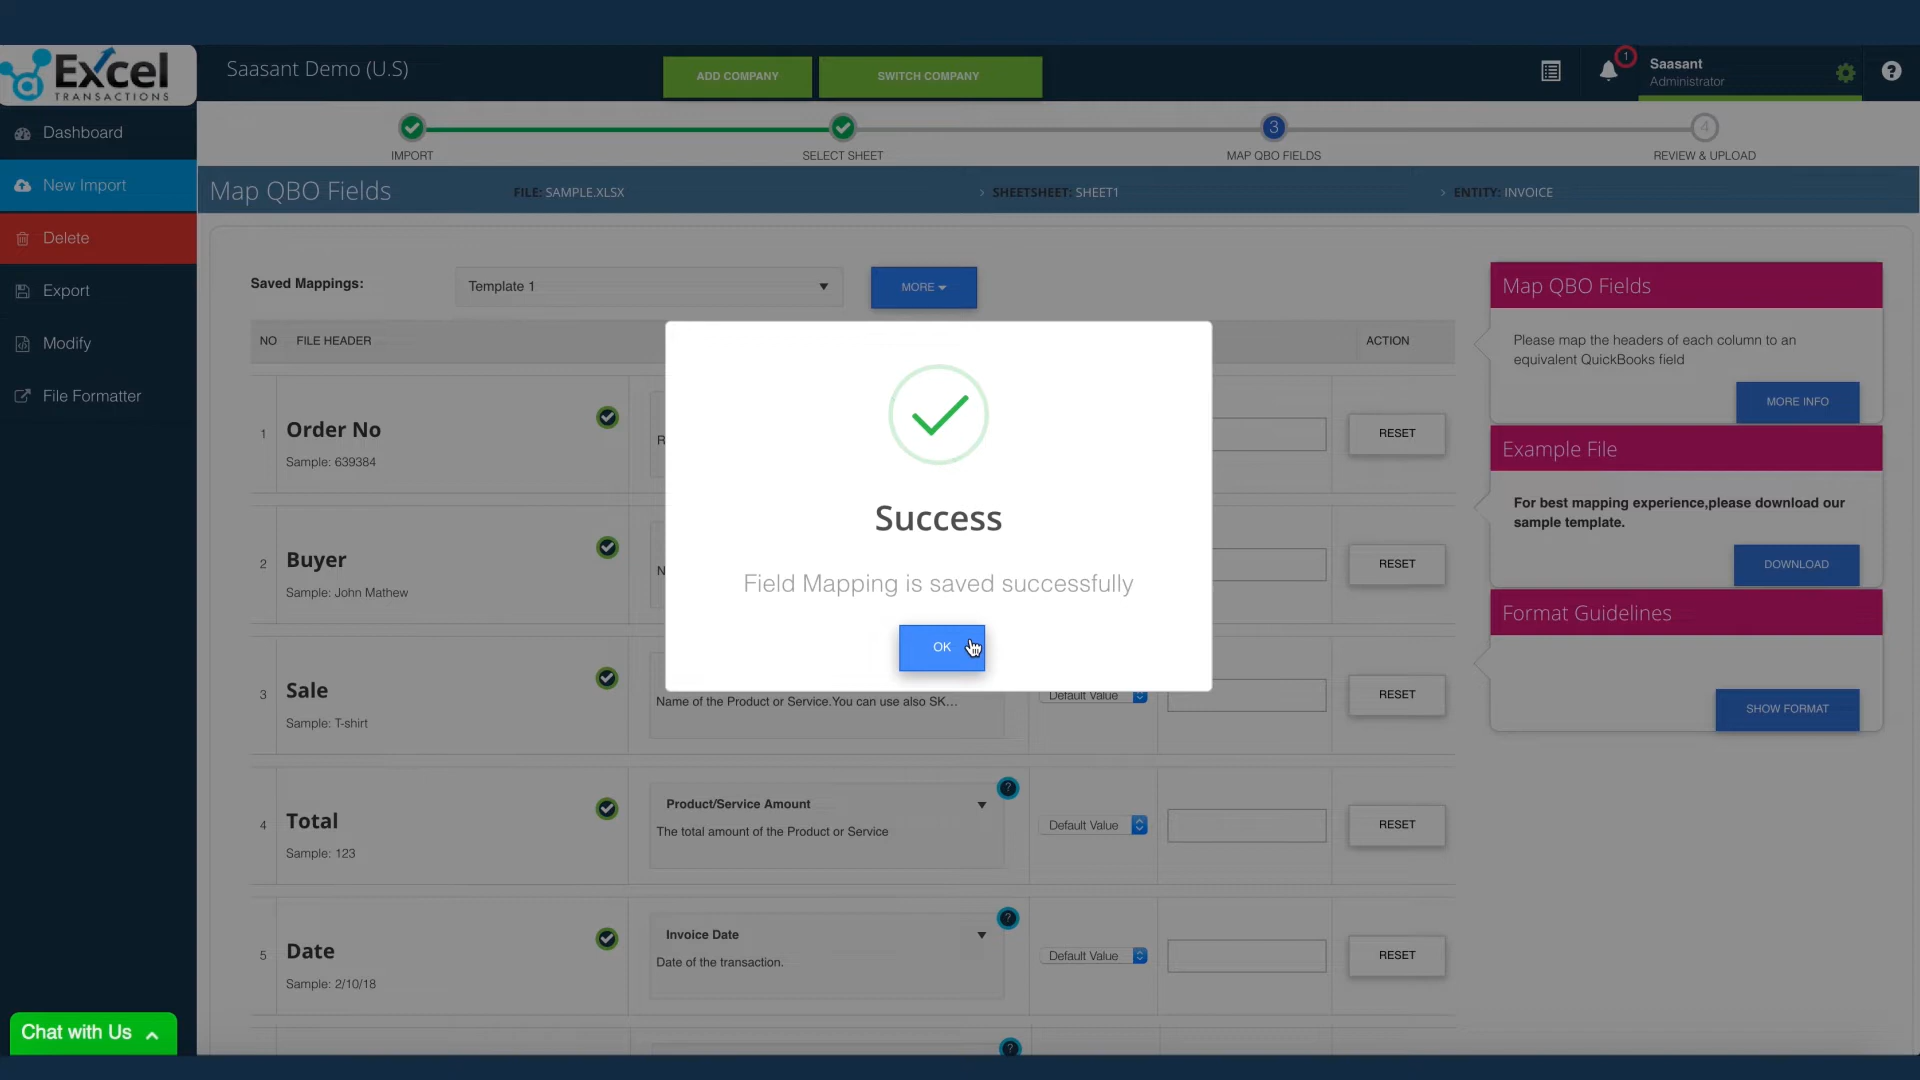 Excel
TRANSACTIONS
Saasant Demo (U.S)
ADD COMPANY
SWITCH COMPANY
1
Saasant
Administrator
?
Dashboard
New Import
Delete
Export
Modify
File Formatter
IMPORT
SELECT SHEET
3
MAP QBO FIELDS
4
REVIEW & UPLOAD
Map QBO Fields
FILE: SAMPLE.XLSX
> SHEETSHEET: SHEET1
> ENTITY: INVOICE
Saved Mappings:
Template 1
MORE
NO
FILE HEADER
ACTION
1
Order No
Sample: 639384
R
RESET
2
Buyer
Sample: John Mathew
N
RESET
3
Sale
Sample: T-shirt
Name of the Product or Service.You can use also SK...
Default Value
RESET
4
Total
Sample: 123
Product/Service Amount
The total amount of the Product or Service
?
Default Value
RESET
5
Date
Sample: 2/10/18
Invoice Date
Date of the transaction.
?
Default Value
RESET
?
Success
Field Mapping is saved successfully
OK
Map QBO Fields
Please map the headers of each column to an
equivalent QuickBooks field
MORE INFO
Example File
For best mapping experience,please download our
sample template.
DOWNLOAD
Format Guidelines
SHOW FORMAT
Chat with Us